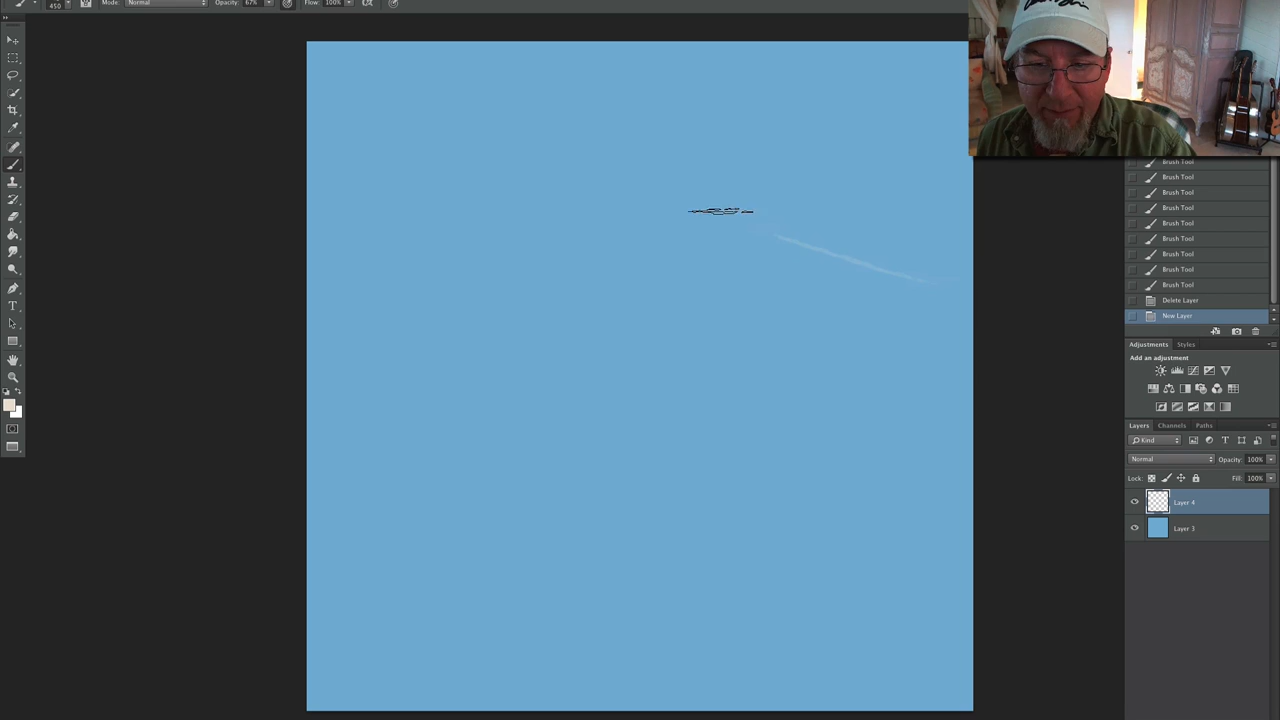 450 Mode: Normal Opacity: 67% Flow: 100%
Brush Tool
Brush Tool
Brush Tool
Brush Tool
Brush Tool
Brush Tool
Brush Tool
Brush Tool
Brush Tool
Delete Layer
New Layer
Adjustments Styles
Add an adjustment
Layers Channels Paths
Kind
Normal Opacity: 100%
Lock: Fill: 100%
Layer 4
Layer 3